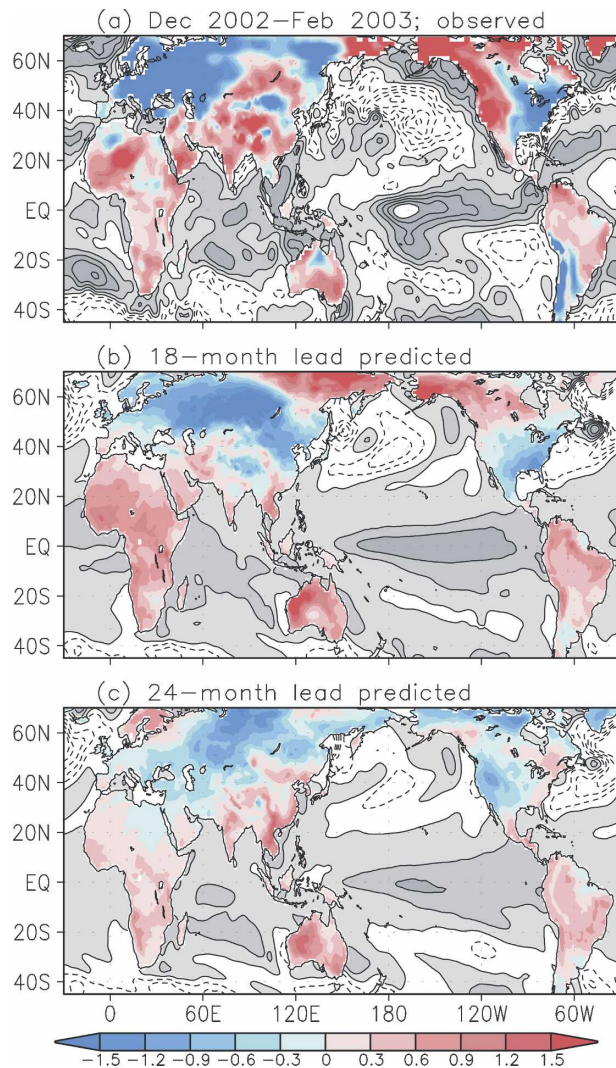 (a) Dec 2002−Feb 2003; observed
60N
40N
20N
EQ
20S
40S
(b) 18−month lead predicted
60N
40N
20N
EQ
20S
40S
(c) 24−month lead predicted
60N
40N
20N
EQ
20S
40S
0 60E 120E 180 120W 60W
−1.5 −1.2 −0.9 −0.6 −0.3 0 0.3 0.6 0.9 1.2 1.5